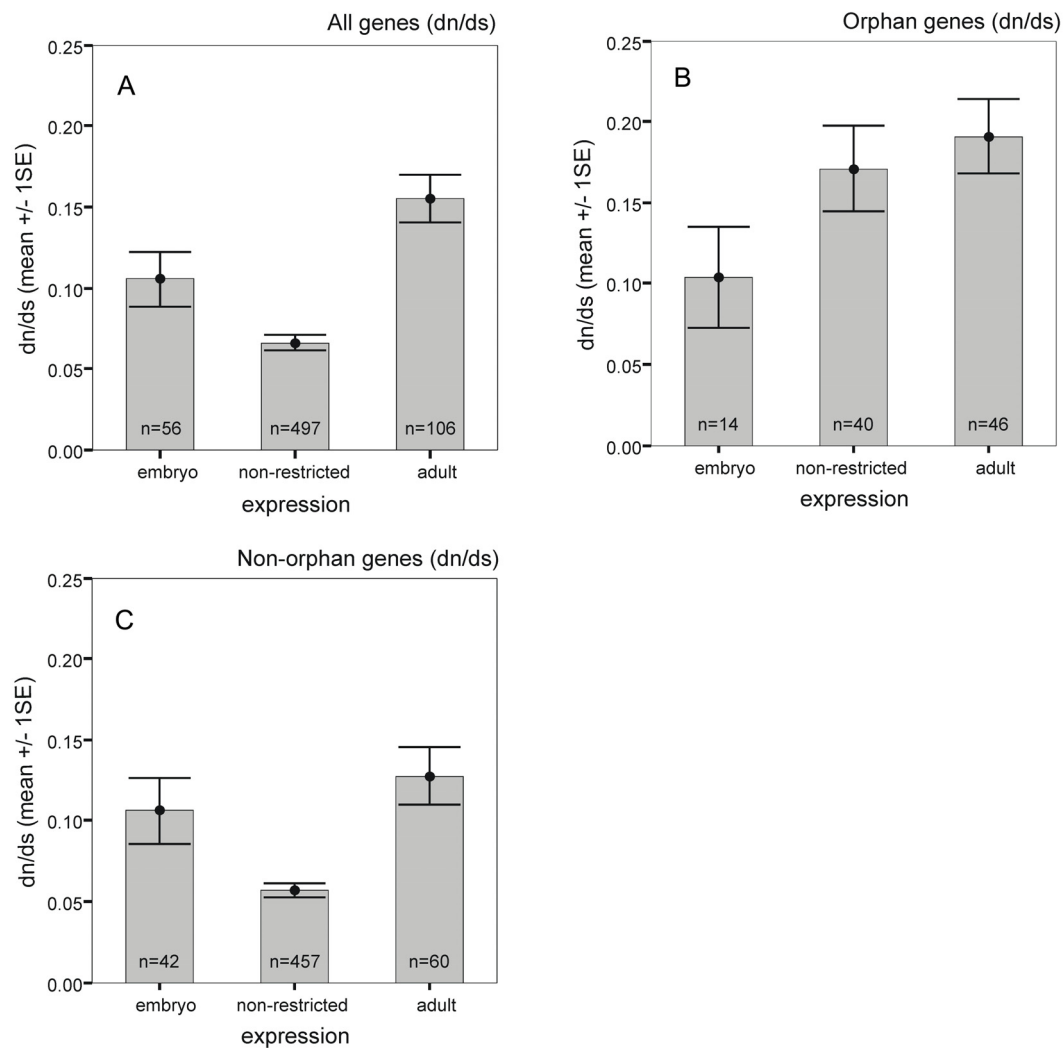 All genes (dn/ds)
A
dn/ds (mean +/- 1SE)
0.25
0.20
0.15
0.10
0.05
0.00
n=56
n=497
n=106
embryo
non-restricted
adult
expression
Orphan genes (dn/ds)
B
dn/ds (mean +/- 1SE)
0.25
0.20
0.15
0.10
0.05
0.00
n=14
n=40
n=46
embryo
non-restricted
adult
expression
Non-orphan genes (dn/ds)
C
dn/ds (mean +/- 1SE)
0.25
0.20
0.15
0.10
0.05
0.00
n=42
n=457
n=60
embryo
non-restricted
adult
expression